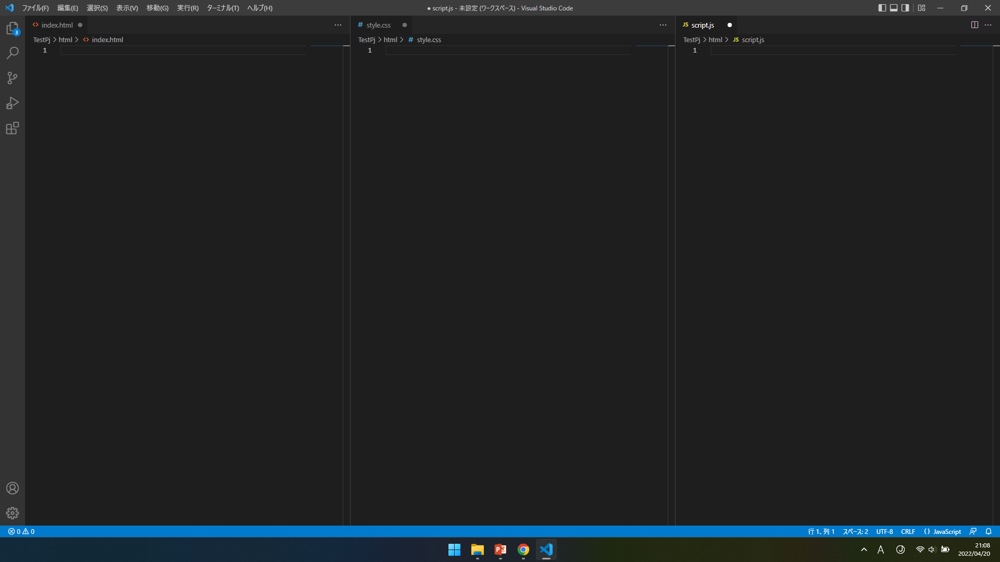 ファイル(F) 編集(E) 選択(S) 表示(V) 移動(G) 実行(R) ターミナル(T) ヘルプ(H) ● script.js - 未設定 (ワークスペース) - Visual Studio Code
index.html
style.css
JS script.js
3
TestPj > html > index.html
TestPj > html > # style.css
TestPj > html > JS script.js
1
1
1
0 0
行 1、列 1 スペース: 2 UTF-8 CRLF {} JavaScript
A J
21:08
2022/04/20